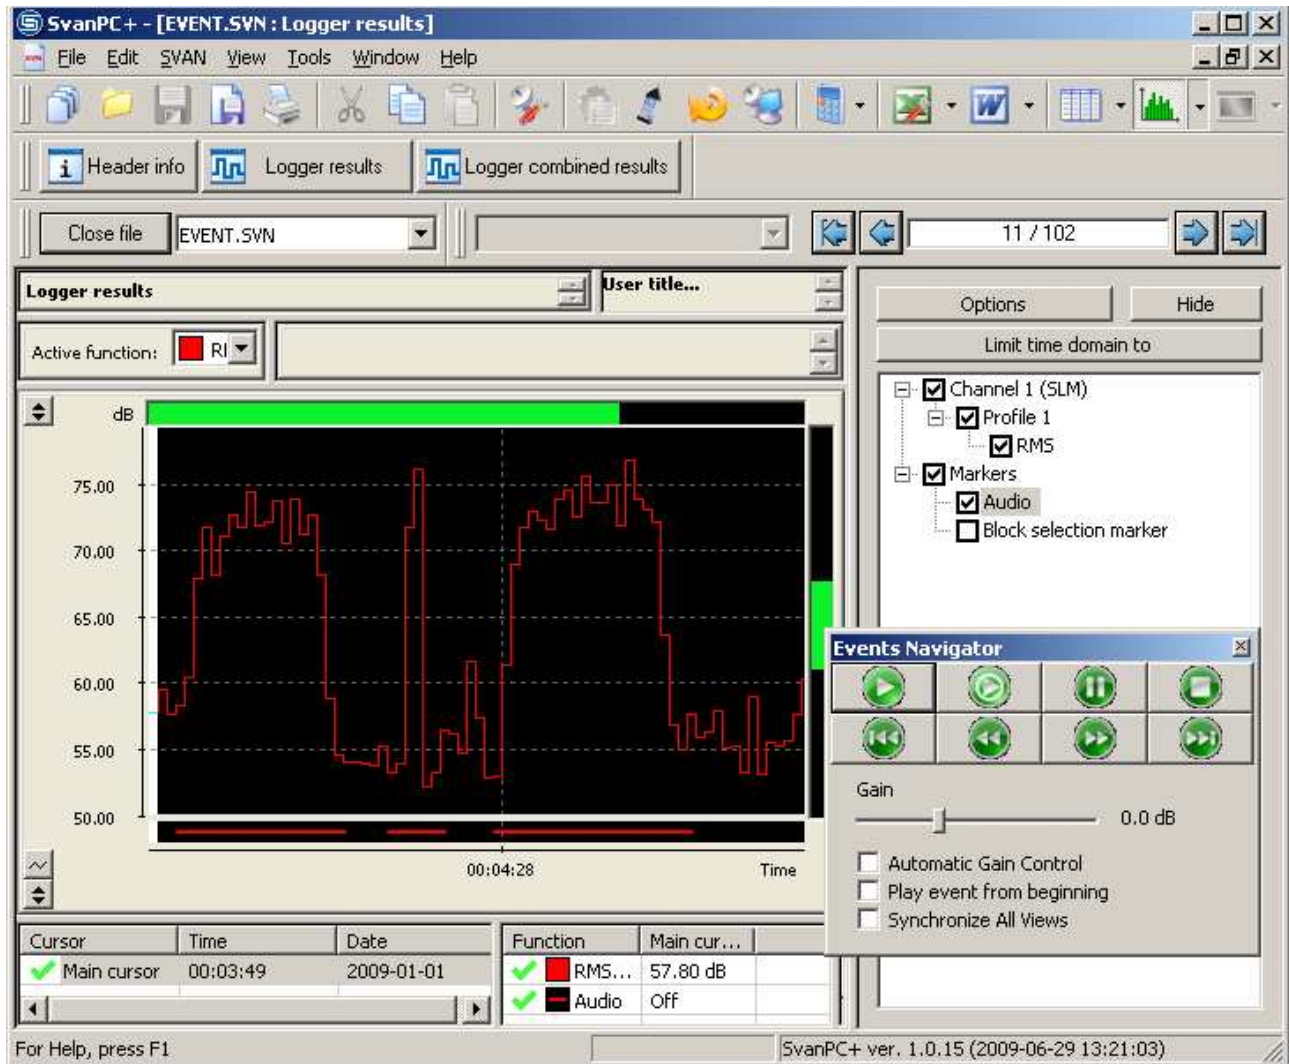 SvanPC+ - [EVENT.SVN : Logger results]
File Edit SVAN View Tools Window Help
Header info Logger results Logger combined results
Close file EVENT.SVN 11 / 102
Logger results User title...
Options Hide
Active function: RI
Limit time domain to
Channel 1 (SLM)
Profile 1
RMS
Markers
Audio
Block selection marker
dB
75.00
70.00
65.00
60.00
55.00
50.00
00:04:28 Time
Events Navigator
Gain
0.0 dB
Automatic Gain Control
Play event from beginning
Synchronize All Views
Cursor Time Date
Main cursor 00:03:49 2009-01-01
Function Main cur...
RMS... 57.80 dB
Audio Off
For Help, press F1
SvanPC+ ver. 1.0.15 (2009-06-29 13:21:03)